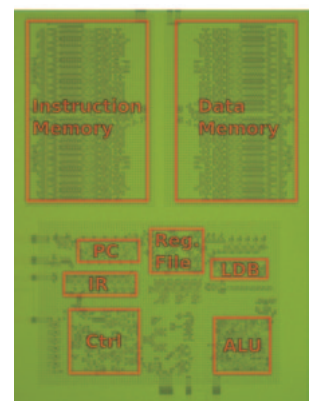 Instruction
Memory
Data
Memory
PC
Reg.
File
LDB
IR
Ctrl
ALU